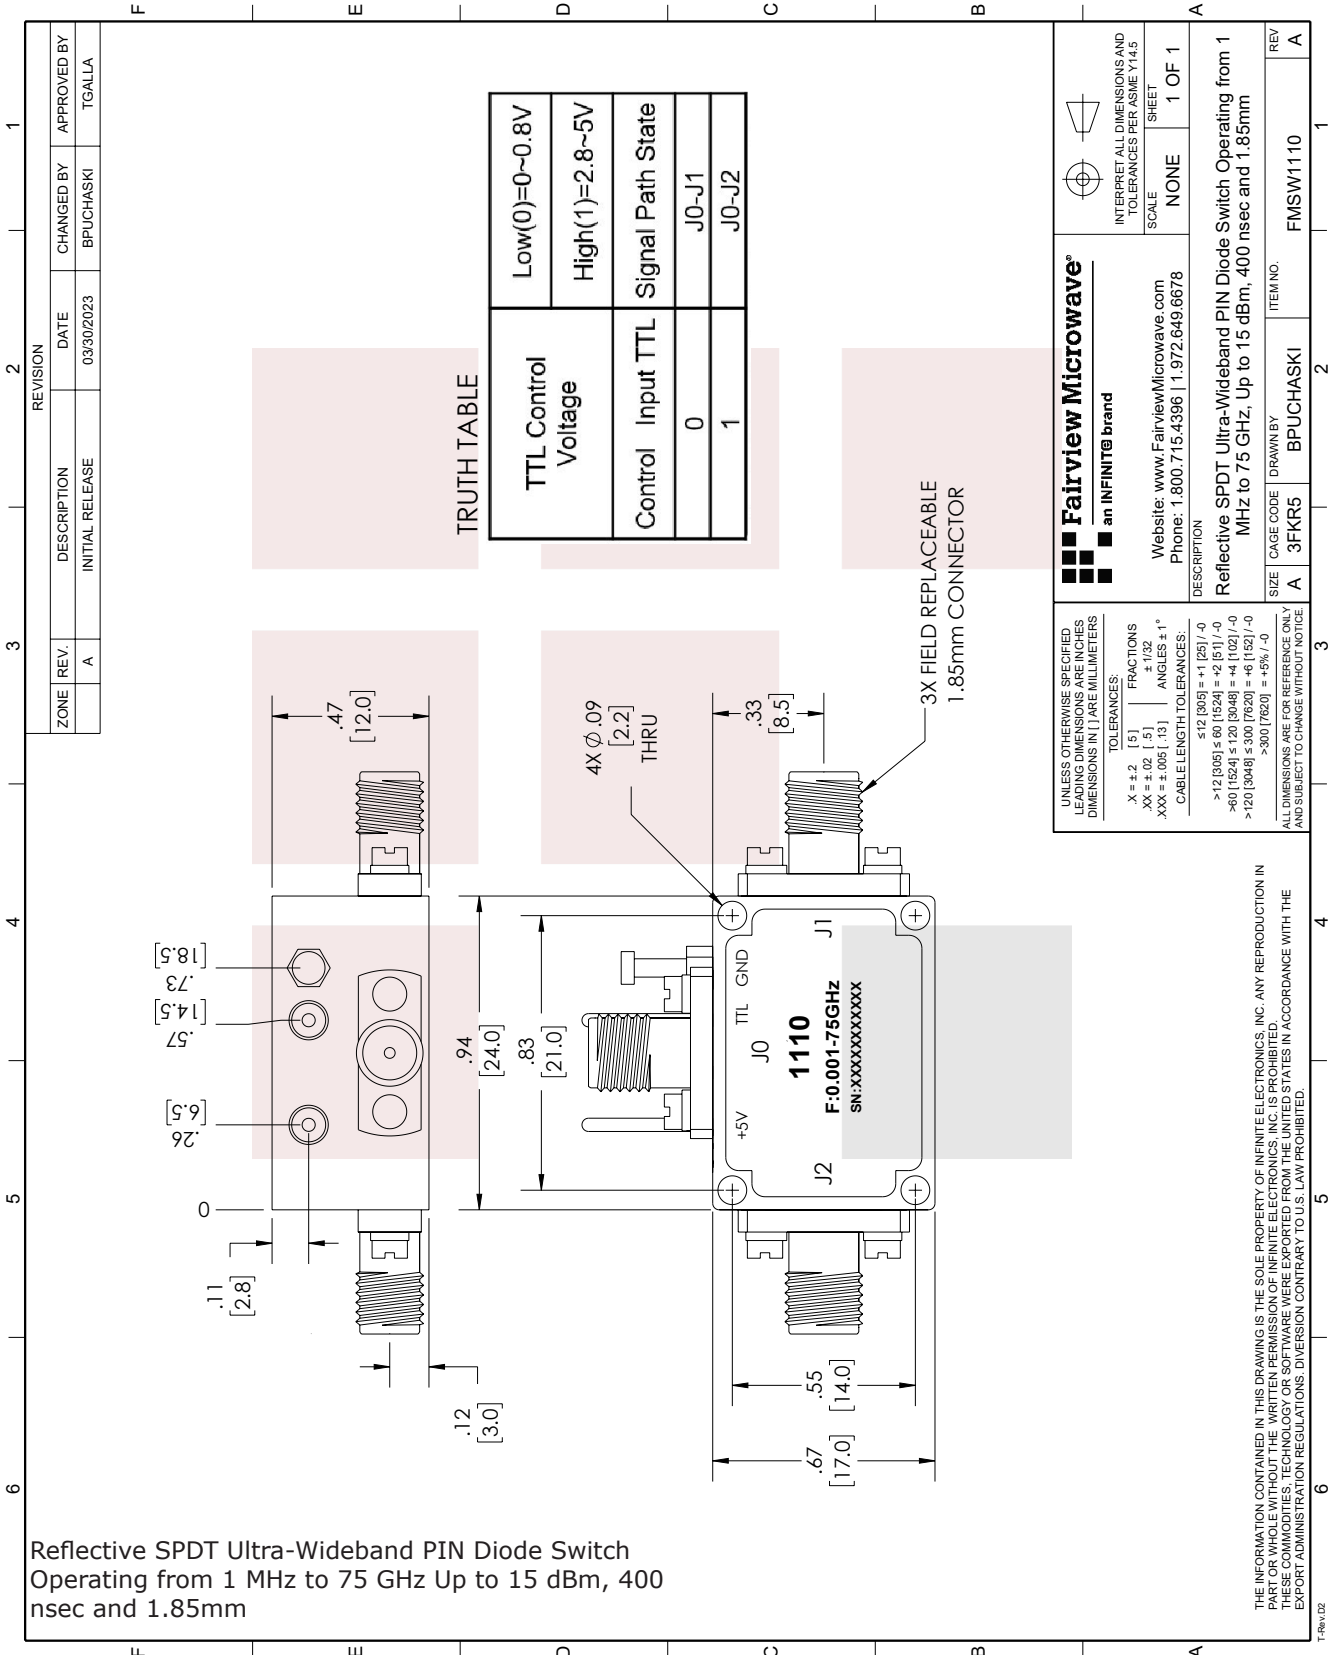 REVISION
ZONE REV. DESCRIPTION DATE CHANGED BY APPROVED BY
A INITIAL RELEASE 03/30/2023 BPUCHASKI TGALLA
6 5 4 3 2 1
F
E
D
C
B
A
.11
[2.8]
0
.26
[6.5]
.57
[14.5]
.73
[18.5]
.47
[12.0]
.12
[3.0]
.94
[24.0]
.83
[21.0]
TRUTH TABLE
TTL Control Voltage
Low(0)=0~0.8V
High(1)=2.8~5V
Control Input TTL Signal Path State
0 J0-J1
1 J0-J2
4X ∅ .09
[2.2]
THRU
.33
[8.5]
3X FIELD REPLACEABLE
1.85mm CONNECTOR
+5V TTL GND
J0
J2 J1
1110
F:0.001-75GHz
SN:XXXXXXXXXXX
.55
[14.0]
.67
[17.0]
UNLESS OTHERWISE SPECIFIED
LEADING DIMENSIONS ARE INCHES
DIMENSIONS IN [ ] ARE MILLIMETERS
TOLERANCES:
.X = ±.2 [5] FRACTIONS
.XX = ±.02 [.5] ± 1/32
.XXX = ±.005 [.13] ANGLES ± 1°
CABLE LENGTH TOLERANCES:
≤12 [305] = +1 [25] / -0
>12 [305] ≤ 60 [1524] = +2 [51] / -0
>60 [1524] ≤ 120 [3048] = +4 [102] / -0
>120 [3048] ≤ 300 [7620] = +6 [152] / -0
>300 [7620] = +5% / -0
ALL DIMENSIONS ARE FOR REFERENCE ONLY
AND SUBJECT TO CHANGE WITHOUT NOTICE.
Fairview Microwave®
an INFINIT@ brand
Website: www.FairviewMicrowave.com
Phone: 1.800.715.4396 | 1.972.649.6678
INTERPRET ALL DIMENSIONS AND
TOLERANCES PER ASME Y14.5
SCALE NONE SHEET 1 OF 1
DESCRIPTION
Reflective SPDT Ultra-Wideband PIN Diode Switch Operating from 1
MHz to 75 GHz, Up to 15 dBm, 400 nsec and 1.85mm
SIZE A CAGE CODE 3FKR5 DRAWN BY BPUCHASKI ITEM NO. FMSW1110 REV A
THE INFORMATION CONTAINED IN THIS DRAWING IS THE SOLE PROPERTY OF INFINITE ELECTRONICS, INC. ANY REPRODUCTION IN
PART OR WHOLE WITHOUT THE WRITTEN PERMISSION OF INFINITE ELECTRONICS, INC. IS PROHIBITED.
THESE COMMODITIES, TECHNOLOGY OR SOFTWARE WERE EXPORTED FROM THE UNITED STATES IN ACCORDANCE WITH THE
EXPORT ADMINISTRATION REGULATIONS. DIVERSION CONTRARY TO U.S. LAW PROHIBITED.
6 5 4 3 2 1
F
E
D
C
B
A
T-Rev.D2
Reflective SPDT Ultra-Wideband PIN Diode Switch
Operating from 1 MHz to 75 GHz Up to 15 dBm, 400
nsec and 1.85mm